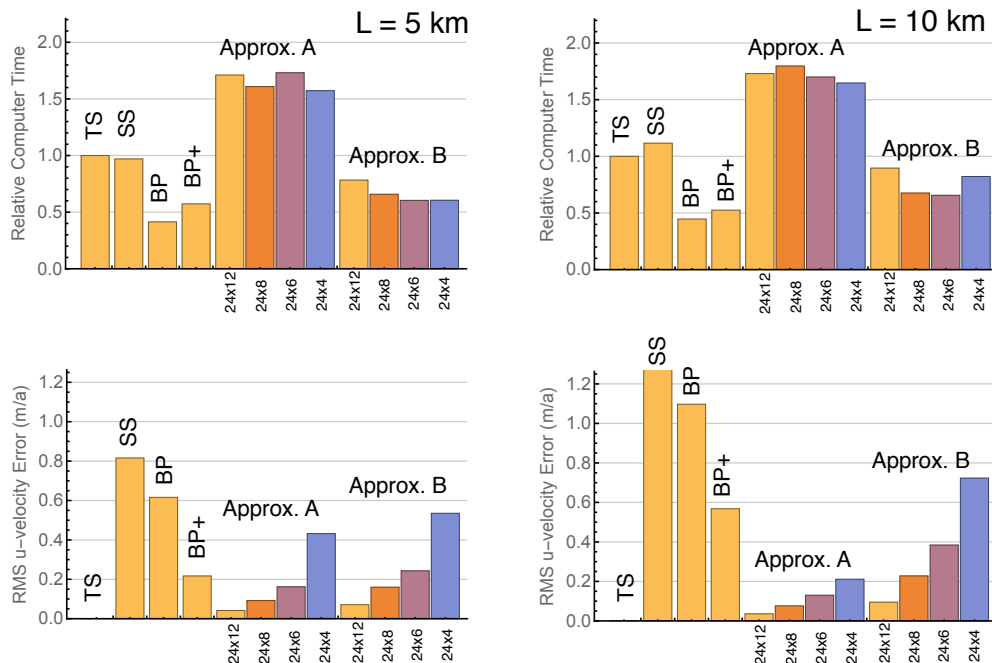 L = 5 km
Relative Computer Time
2.0
1.5
1.0
0.5
0.0
TS
SS
BP
BP+
Approx. A
Approx. B
24x12
24x8
24x6
24x4
24x12
24x8
24x6
24x4
L = 10 km
Relative Computer Time
2.0
1.5
1.0
0.5
0.0
TS
SS
BP
BP+
Approx. A
Approx. B
24x12
24x8
24x6
24x4
24x12
24x8
24x6
24x4
RMS u-velocity Error (m/a)
1.2
1.0
0.8
0.6
0.4
0.2
0.0
TS
SS
BP
BP+
Approx. A
Approx. B
24x12
24x8
24x6
24x4
24x12
24x8
24x6
24x4
RMS u-velocity Error (m/a)
1.2
1.0
0.8
0.6
0.4
0.2
0.0
TS
SS
BP
BP+
Approx. A
Approx. B
24x12
24x8
24x6
24x4
24x12
24x8
24x6
24x4